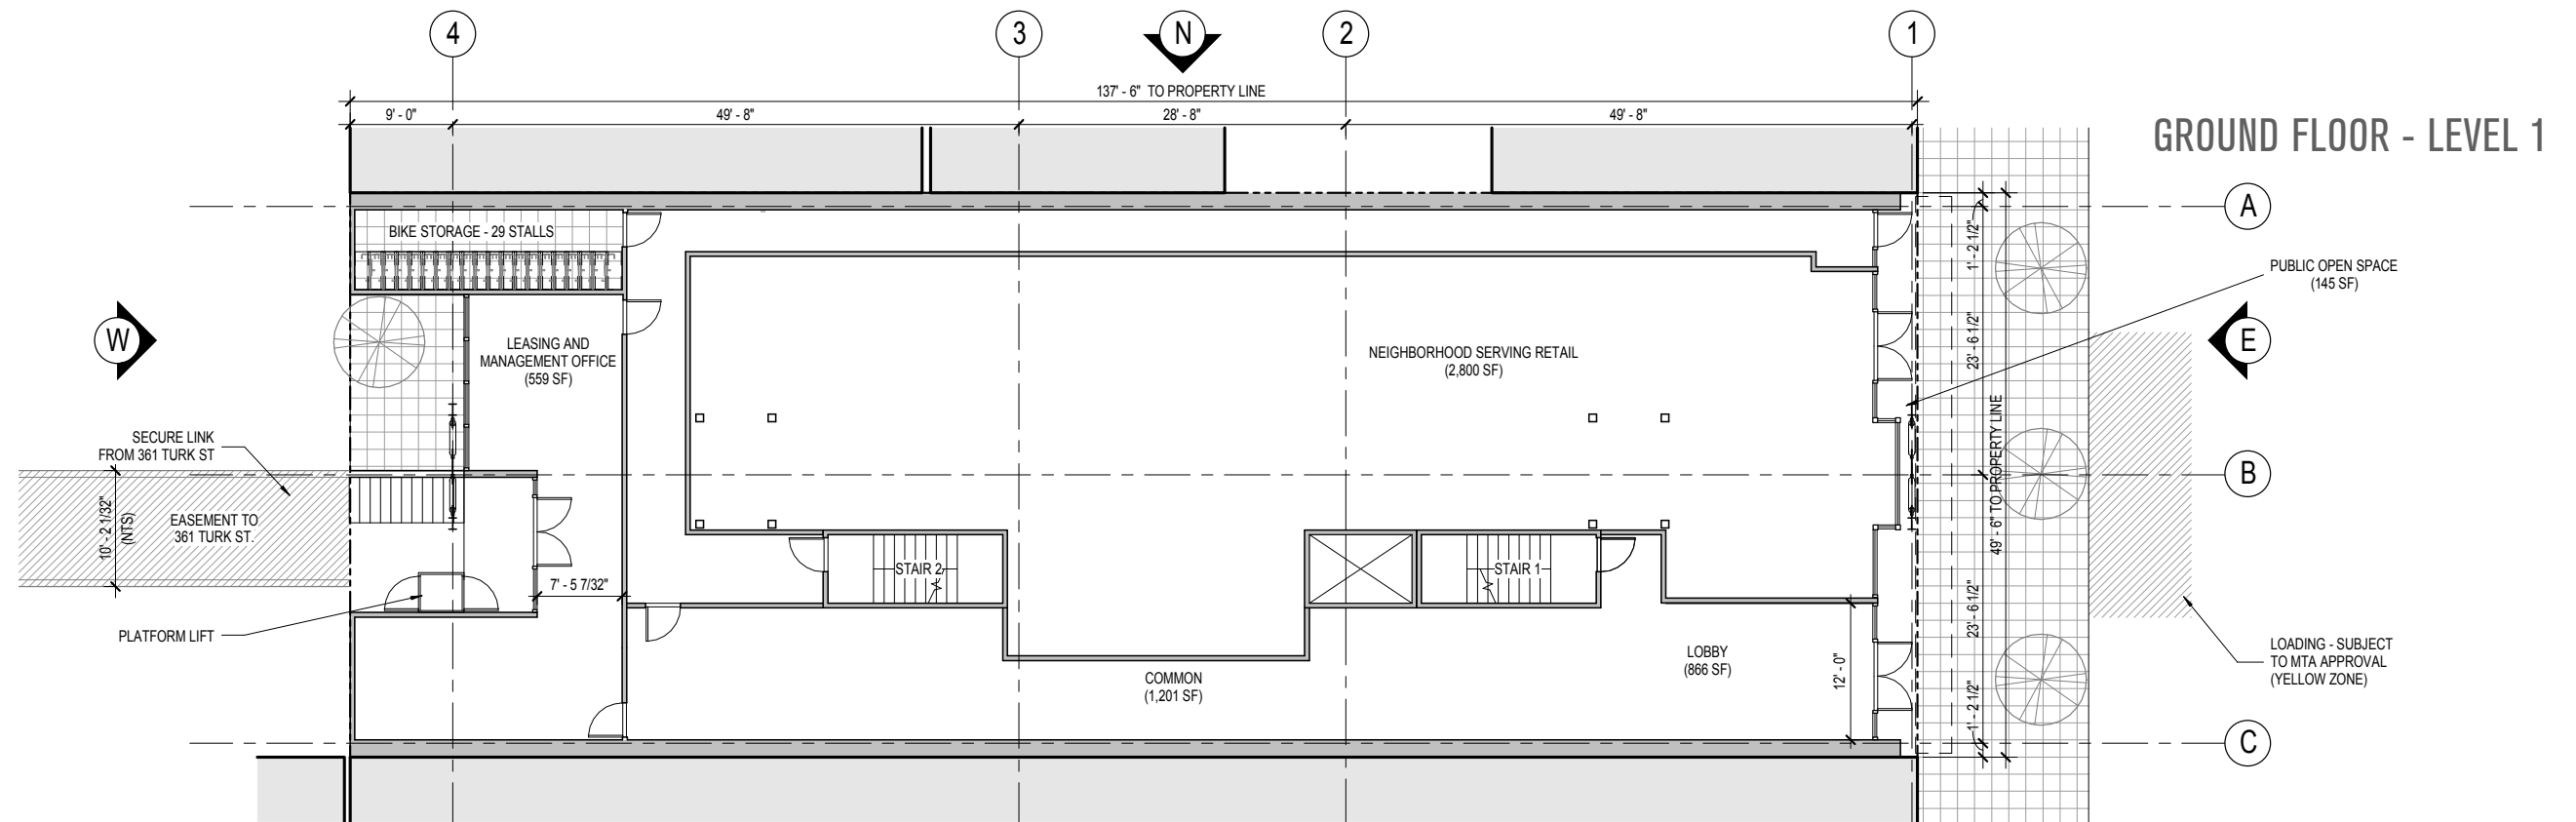 4
3
N
2
1
137' - 6" TO PROPERTY LINE
9' - 0"
49' - 8"
28' - 8"
49' - 8"
GROUND FLOOR - LEVEL 1
A
BIKE STORAGE - 29 STALLS
1' - 2 1/2"
PUBLIC OPEN SPACE
(145 SF)
W
LEASING AND
MANAGEMENT OFFICE
(559 SF)
NEIGHBORHOOD SERVING RETAIL
(2,800 SF)
23' - 6 1/2"
E
SECURE LINK
FROM 361 TURK ST
49' - 6" TO PROPERTY LINE
B
10' - 2 1/32"
(NTS)
EASEMENT TO
361 TURK ST.
STAIR 2
STAIR 1
7' - 5 7/32"
23' - 6 1/2"
PLATFORM LIFT
COMMON
(1,201 SF)
LOBBY
(866 SF)
12' - 0"
LOADING - SUBJECT
TO MTA APPROVAL
(YELLOW ZONE)
1' - 2 1/2"
C